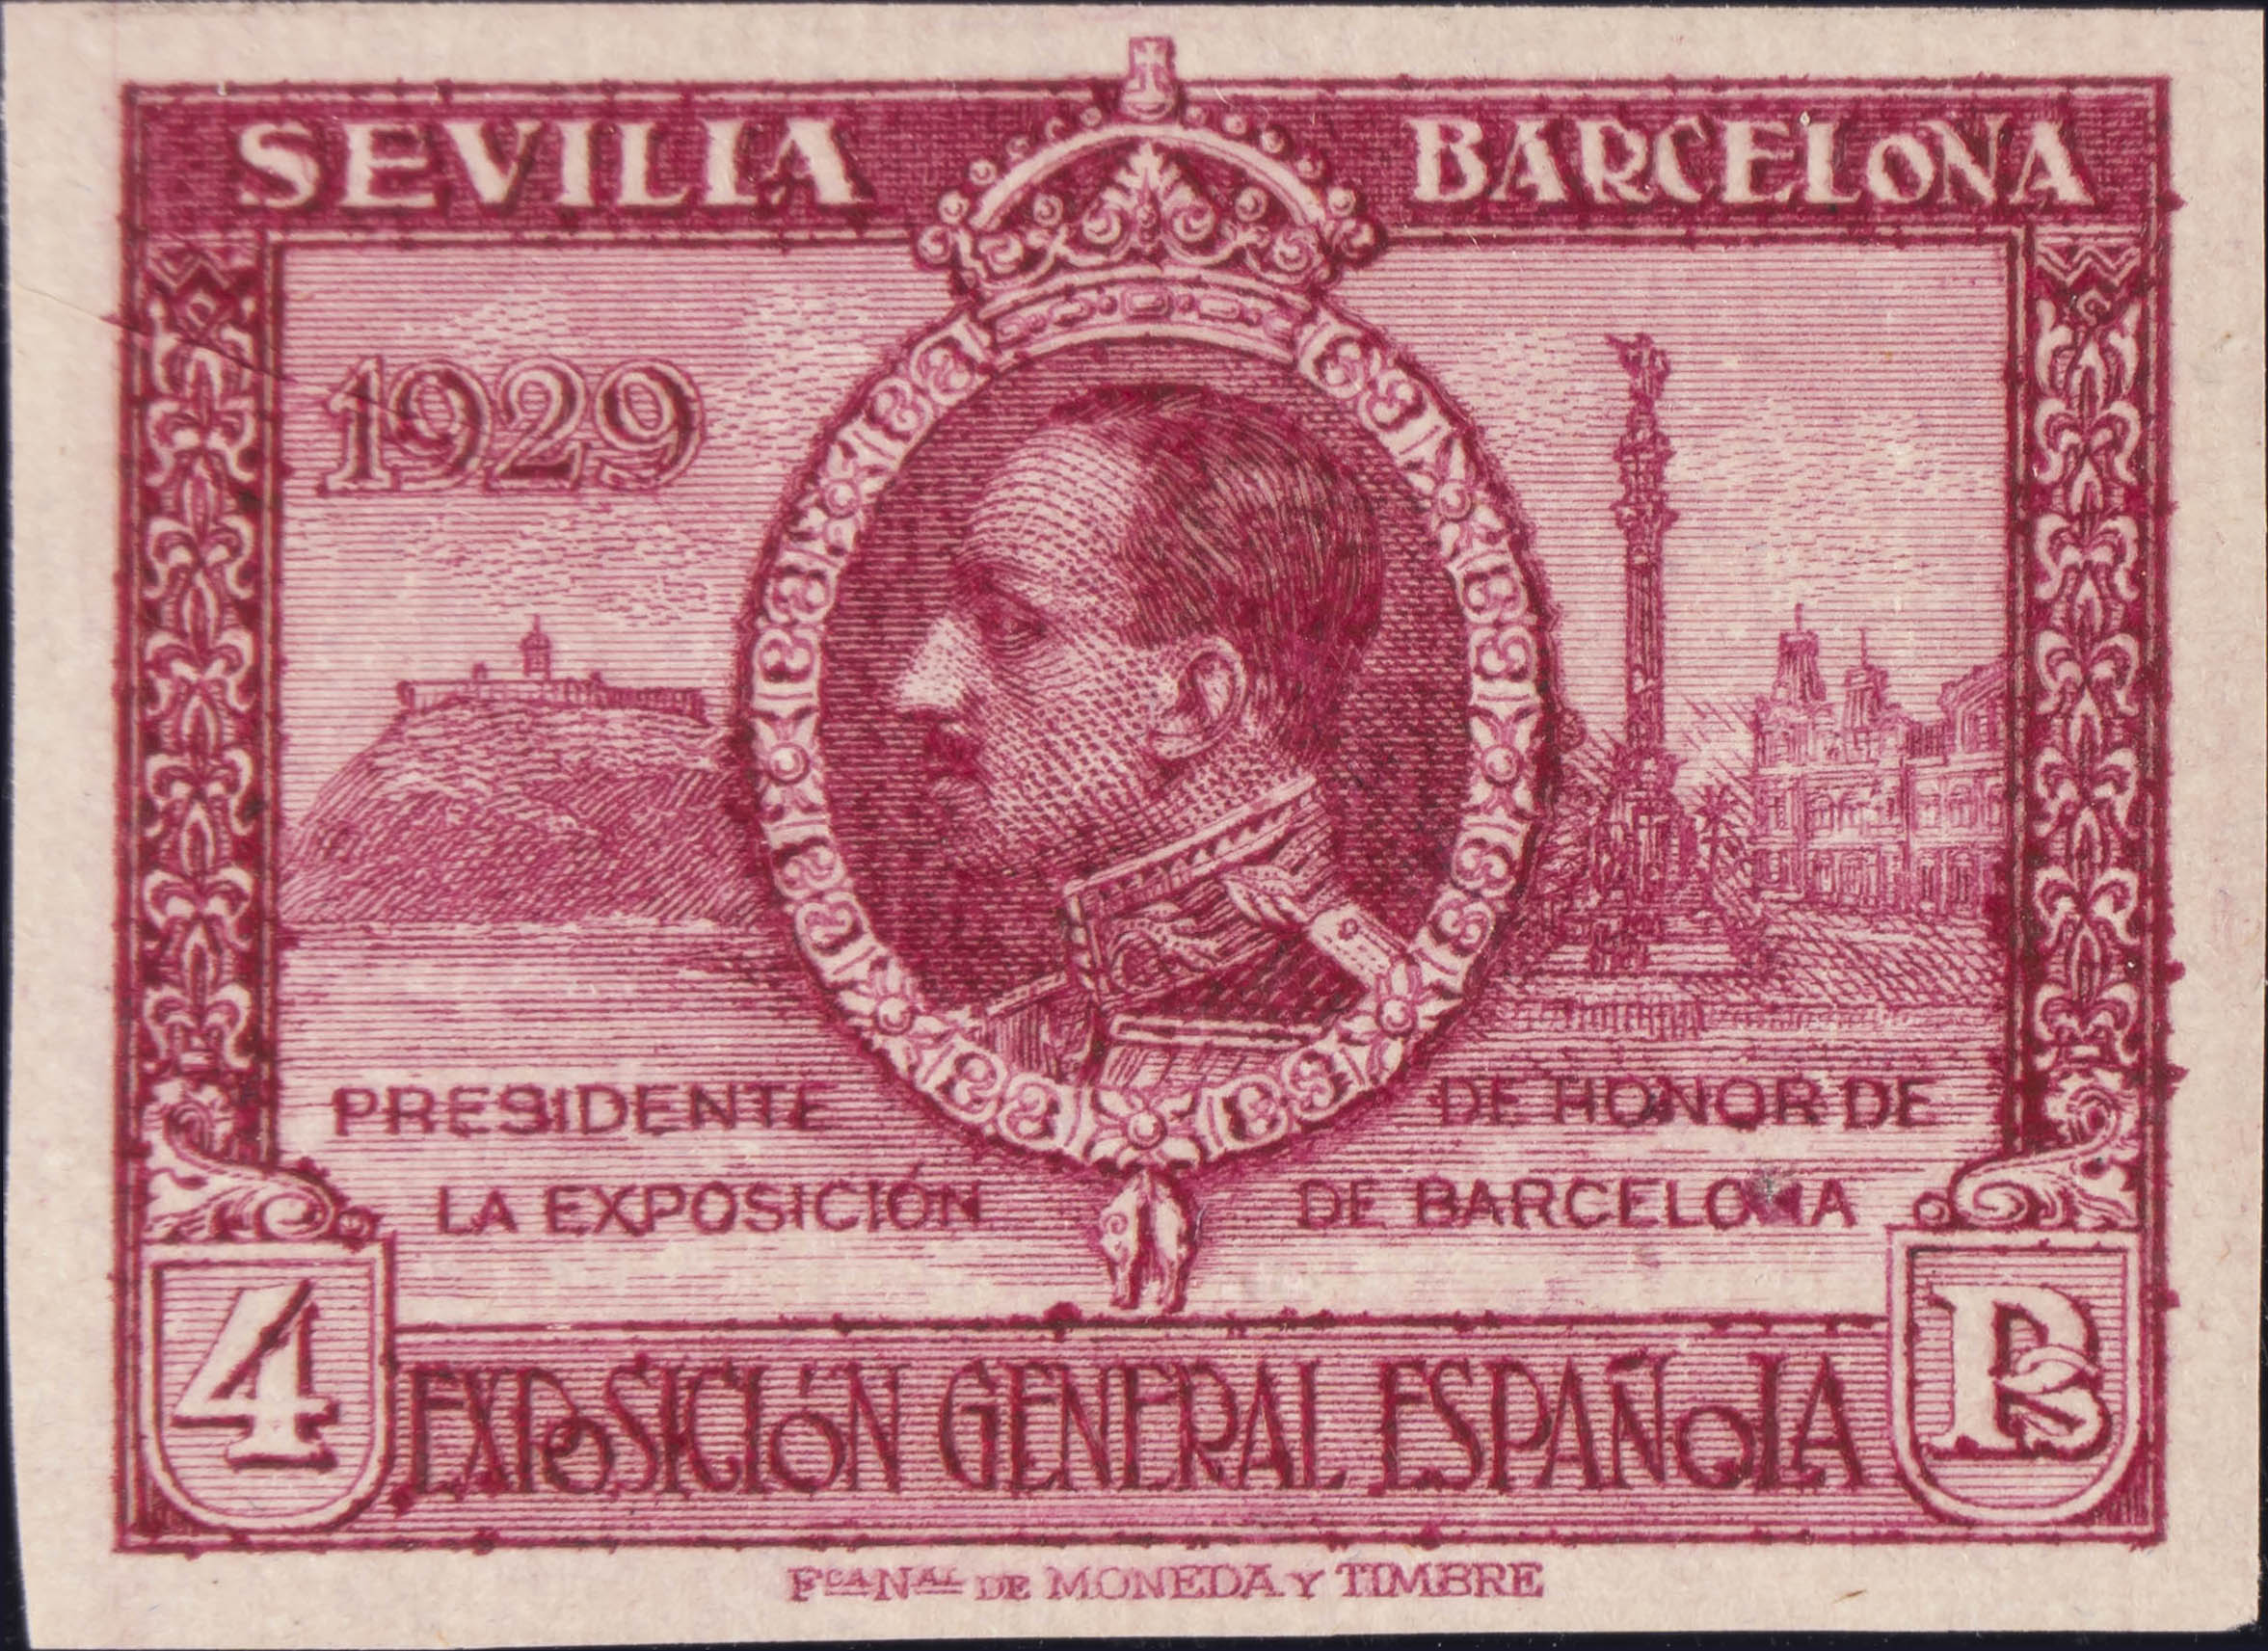 SEVILLA BARCELONA
1929
PRESIDENTE DE HONOR DE
LA EXPOSICIÓN DE BARCELONA
4 EXPOSICIÓN GENERAL ESPAÑOLA PS
FCA NAL DE MONEDA Y TIMBRE